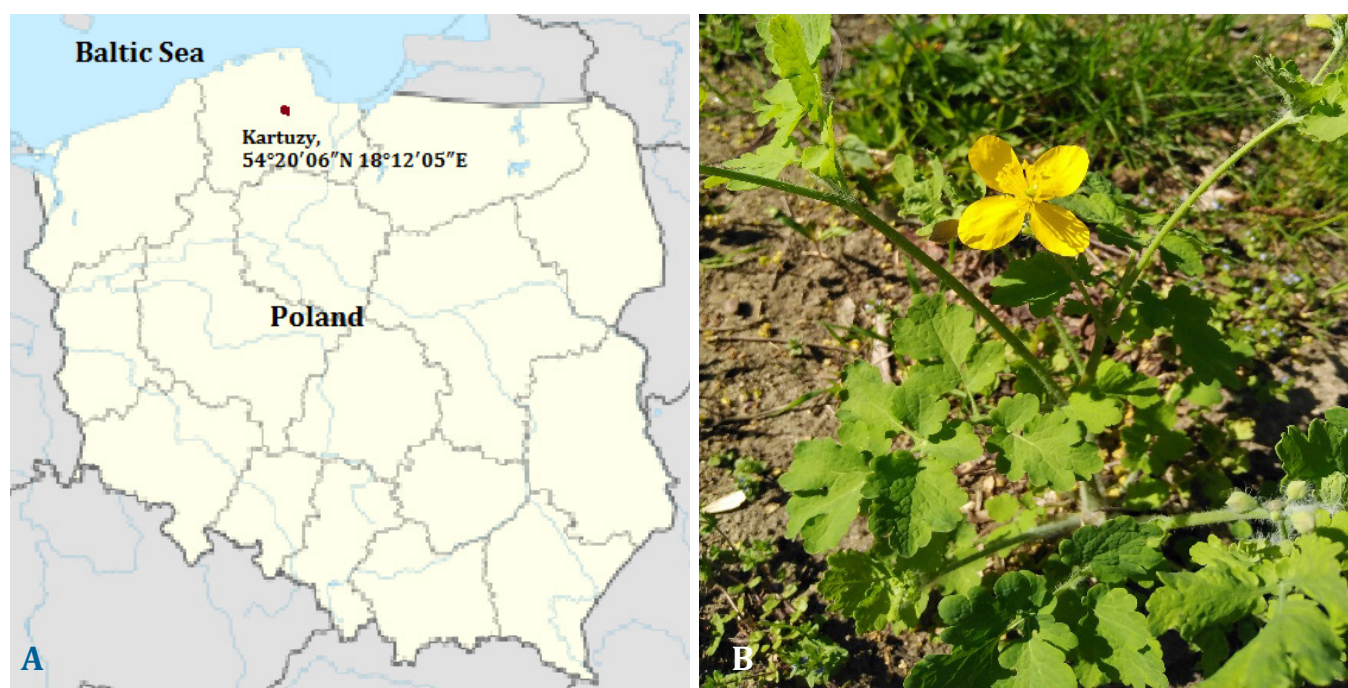 Baltic Sea
Kartuzy,
54°20′06″N 18°12′05″E
Poland
A
B